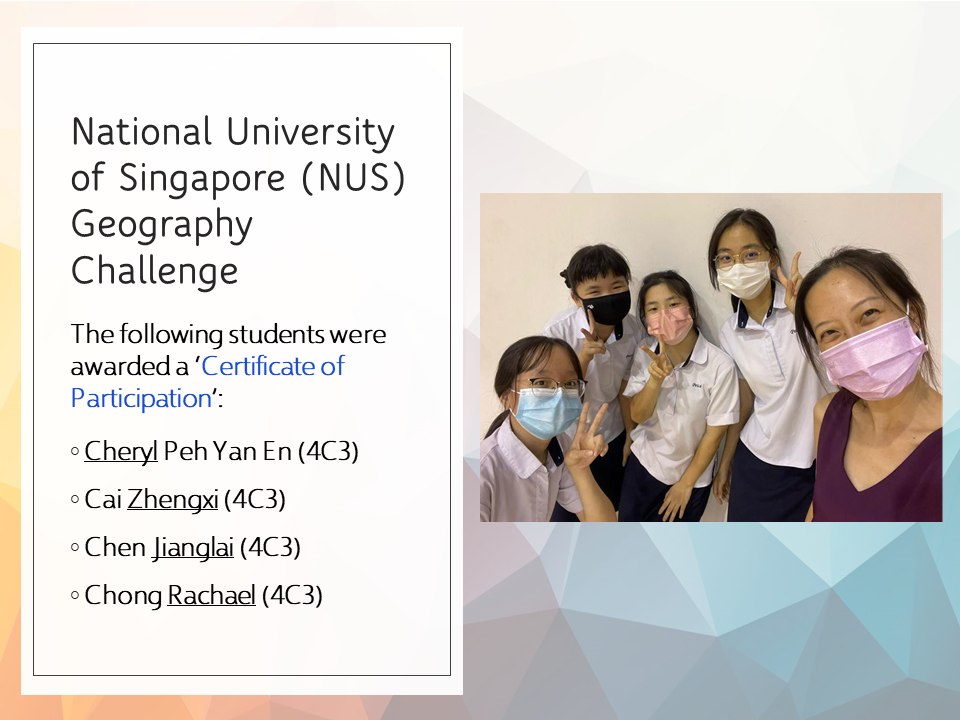 National University
of Singapore (NUS)
Geography
Challenge
The following students were
awarded a ‘Certificate of
Participation’:
◦ Cheryl Peh Yan En (4C3)
◦ Cai Zhengxi (4C3)
◦ Chen Jianglai (4C3)
◦ Chong Rachael (4C3)